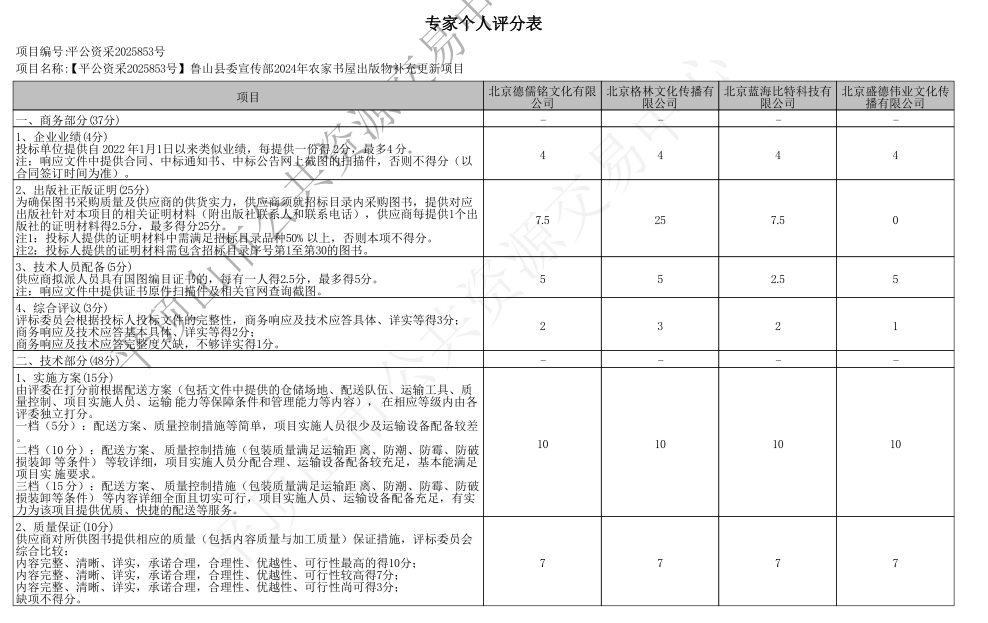 专家个人评分表
项目编号:平公资采2025853号
项目名称:【平公资采2025853号】鲁山县委宣传部2024年农家书屋出版物补充更新项目
项目
北京德儒铭文化有限公司
北京格林文化传播有限公司
北京蓝海比特科技有限公司
北京盛德伟业文化传播有限公司
一、商务部分(37分)
－ － － －
1、企业业绩(4分)
投标单位提供自 2022 年1月1日以来类似业绩，每提供一份得 2分；最多4 分。
注：响应文件中提供合同、中标通知书、中标公告网上截图的扫描件，否则不得分（以
合同签订时间为准）。
4 4 4 4
2、出版社正版证明(25分)
为确保图书采购质量及供应商的供货实力，供应商须就招标目录内采购图书，提供对应
出版社针对本项目的相关证明材料（附出版社联系人和联系电话），供应商每提供1个出
版社的证明材料得2.5分，最多得分25分。
注1：投标人提供的证明材料中需满足招标目录品种50% 以上，否则本项不得分。
注2：投标人提供的证明材料需包含招标目录序号第1至第30的图书。
7.5 25 7.5 0
3、技术人员配备(5分)
供应商拟派人员具有国图编目证书的，每有一人得2.5分，最多得5分。
注：响应文件中提供证书原件扫描件及相关官网查询截图。
5 5 2.5 5
4、综合评议(3分)
评标委员会根据投标人投标文件的完整性，商务响应及技术应答具体、详实等得3分；
商务响应及技术应答基本具体、详实等得2分；
商务响应及技术应答完整度欠缺，不够详实得1分。
2 3 2 1
二、技术部分(48分)
－ － － －
1、实施方案(15分)
由评委在打分前根据配送方案（包括文件中提供的仓储场地、配送队伍、运输工具、质
量控制、项目实施人员、运输 能力等保障条件和管理能力等内容），在相应等级内由各
评委独立打分。
一档（5分）：配送方案、质量控制措施等简单，项目实施人员很少及运输设备配备较差
。
二档（10 分）：配送方案、 质量控制措施（包装质量满足运输距 离、防潮、防霉、防破
损装卸 等条件） 等较详细，项目实施人员分配合理、运输设备配备较充足，基本能满足
项目实 施要求。
三档（15 分）：配送方案、 质量控制措施（包装质量满足运输距 离、防潮、防霉、防破
损装卸等条件） 等内容详细全面且切实可行，项目实施人员、运输设备配备充足，有实
力为该项目提供优质、快捷的配送等服务。
10 10 10 10
2、质量保证(10分)
供应商对所供图书提供相应的质量（包括内容质量与加工质量）保证措施，评标委员会
综合比较：
内容完整、清晰、详实，承诺合理，合理性、优越性、可行性最高的得10分；
内容完整、清晰、详实，承诺合理，合理性、优越性、可行性较高得7分；
内容完整、清晰、详实，承诺合理，合理性、优越性、可行性尚可得3分；
缺项不得分。
7 7 7 7
平顶山市公共资源交易中
平顶山市公共资源交易中心